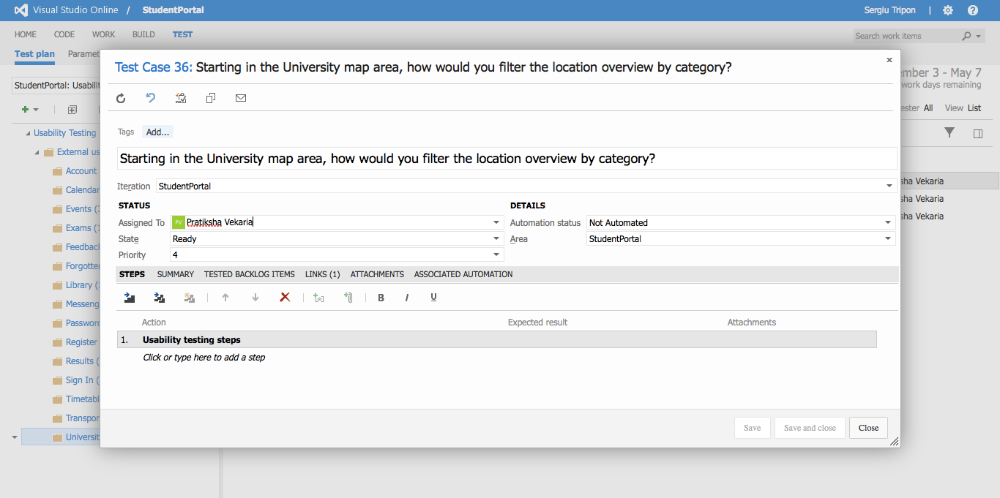 Visual Studio Online / StudentPortal Sergiu Tripon |
HOME CODE WORK BUILD TEST Search work items
Test plan Paramet
Test Case 36: Starting in the University map area, how would you filter the location overview by category?
StudentPortal: Usabilit
mber 3 - May 7
work days remaining
ester All View List
Tags Add...
Starting in the University map area, how would you filter the location overview by category?
Iteration StudentPortal
STATUS DETAILS
Assigned To PV Pratiksha Vekaria Automation status Not Automated
State Ready Area StudentPortal
Priority 4
STEPS SUMMARY TESTED BACKLOG ITEMS LINKS (1) ATTACHMENTS ASSOCIATED AUTOMATION
B I U
Action Expected result Attachments
1. Usability testing steps
Click or type here to add a step
Save Save and close Close
Usability Testing
External us
Account
Calendar
Events (
Exams (
Feedbac
Forgotte
Library (
Messeng
Password
Register
Results (
Sign In (
Timetabl
Transpor
Universit
sha Vekaria
sha Vekaria
sha Vekaria